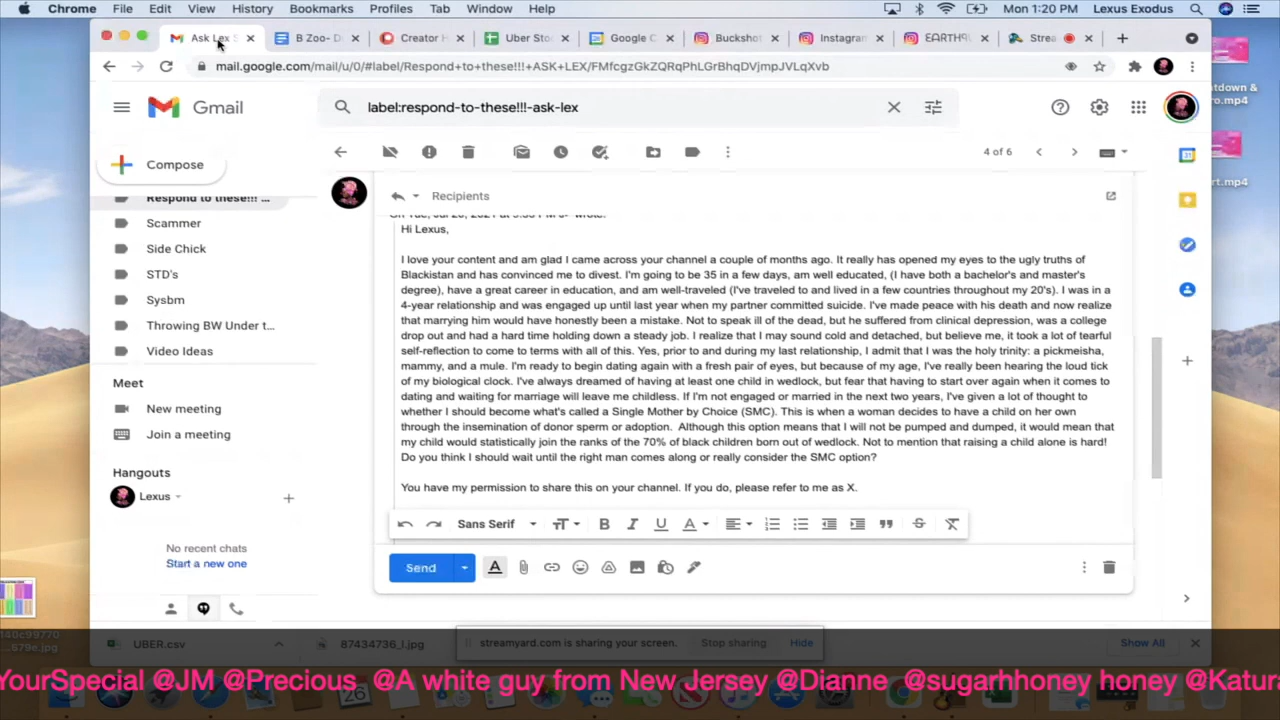 Chrome File Edit View History Bookmarks Profiles Tab Window Help Mon 1:20 PM Lexus Exodus
Ask Lex B Zoo- D Creator H Uber Sto Google C Buckshot Instagram Strea
mail.google.com/mail/u/0/#label/Respond+to+these!!!+ASK+LEX/FMfcgzGkZQRqPhLGrBhqDVjmpJVLqXvb
Gmail
label:respond-to-these!!!-ask-lex
Compose
4 of 6
Respond to these!!! ...
Scammer
Side Chick
STD's
Sysbm
Throwing BW Under t...
Video Ideas
Meet
New meeting
Join a meeting
Hangouts
Lexus
No recent chats
Start a new one
Recipients
wrote:
Hi Lexus,
I love your content and am glad I came across your channel a couple of months ago. It really has opened my eyes to the ugly truths of
Blackistan and has convinced me to divest. I'm going to be 35 in a few days, am well educated, (I have both a bachelor's and master's
degree), have a great career in education, and am well-traveled (I've traveled to and lived in a few countries throughout my 20's). I was in a
4-year relationship and was engaged up until last year when my partner committed suicide. I've made peace with his death and now realize
that marrying him would have honestly been a mistake. Not to speak ill of the dead, but he suffered from clinical depression, was a college
drop out and had a hard time holding down a steady job. I realize that I may sound cold and detached, but believe me, it took a lot of tearful
self-reflection to come to terms with all of this. Yes, prior to and during my last relationship, I admit that I was the holy trinity: a pickmeisha,
mammy, and a mule. I'm ready to begin dating again with a fresh pair of eyes, but because of my age, I've really been hearing the loud tick
of my biological clock. I've always dreamed of having at least one child in wedlock, but fear that having to start over again when it comes to
dating and waiting for marriage will leave me childless. If I'm not engaged or married in the next two years, I've given a lot of thought to
whether I should become what's called a Single Mother by Choice (SMC). This is when a woman decides to have a child on her own
through the insemination of donor sperm or adoption. Although this option means that I will not be pumped and dumped, it would mean that
my child would statistically join the ranks of the 70% of black children born out of wedlock. Not to mention that raising a child alone is hard!
Do you think I should wait until the right man comes along or really consider the SMC option?
You have my permission to share this on your channel. If you do, please refer to me as X.
Sans Serif
Send
UBER.csv
87434736_l.jpg
streamyard.com is sharing your screen. Stop sharing Hide
Show All
YourSpecial @JM @Precious @A white guy from New Jersey @Dianne @sugarhhoney honey @Katura